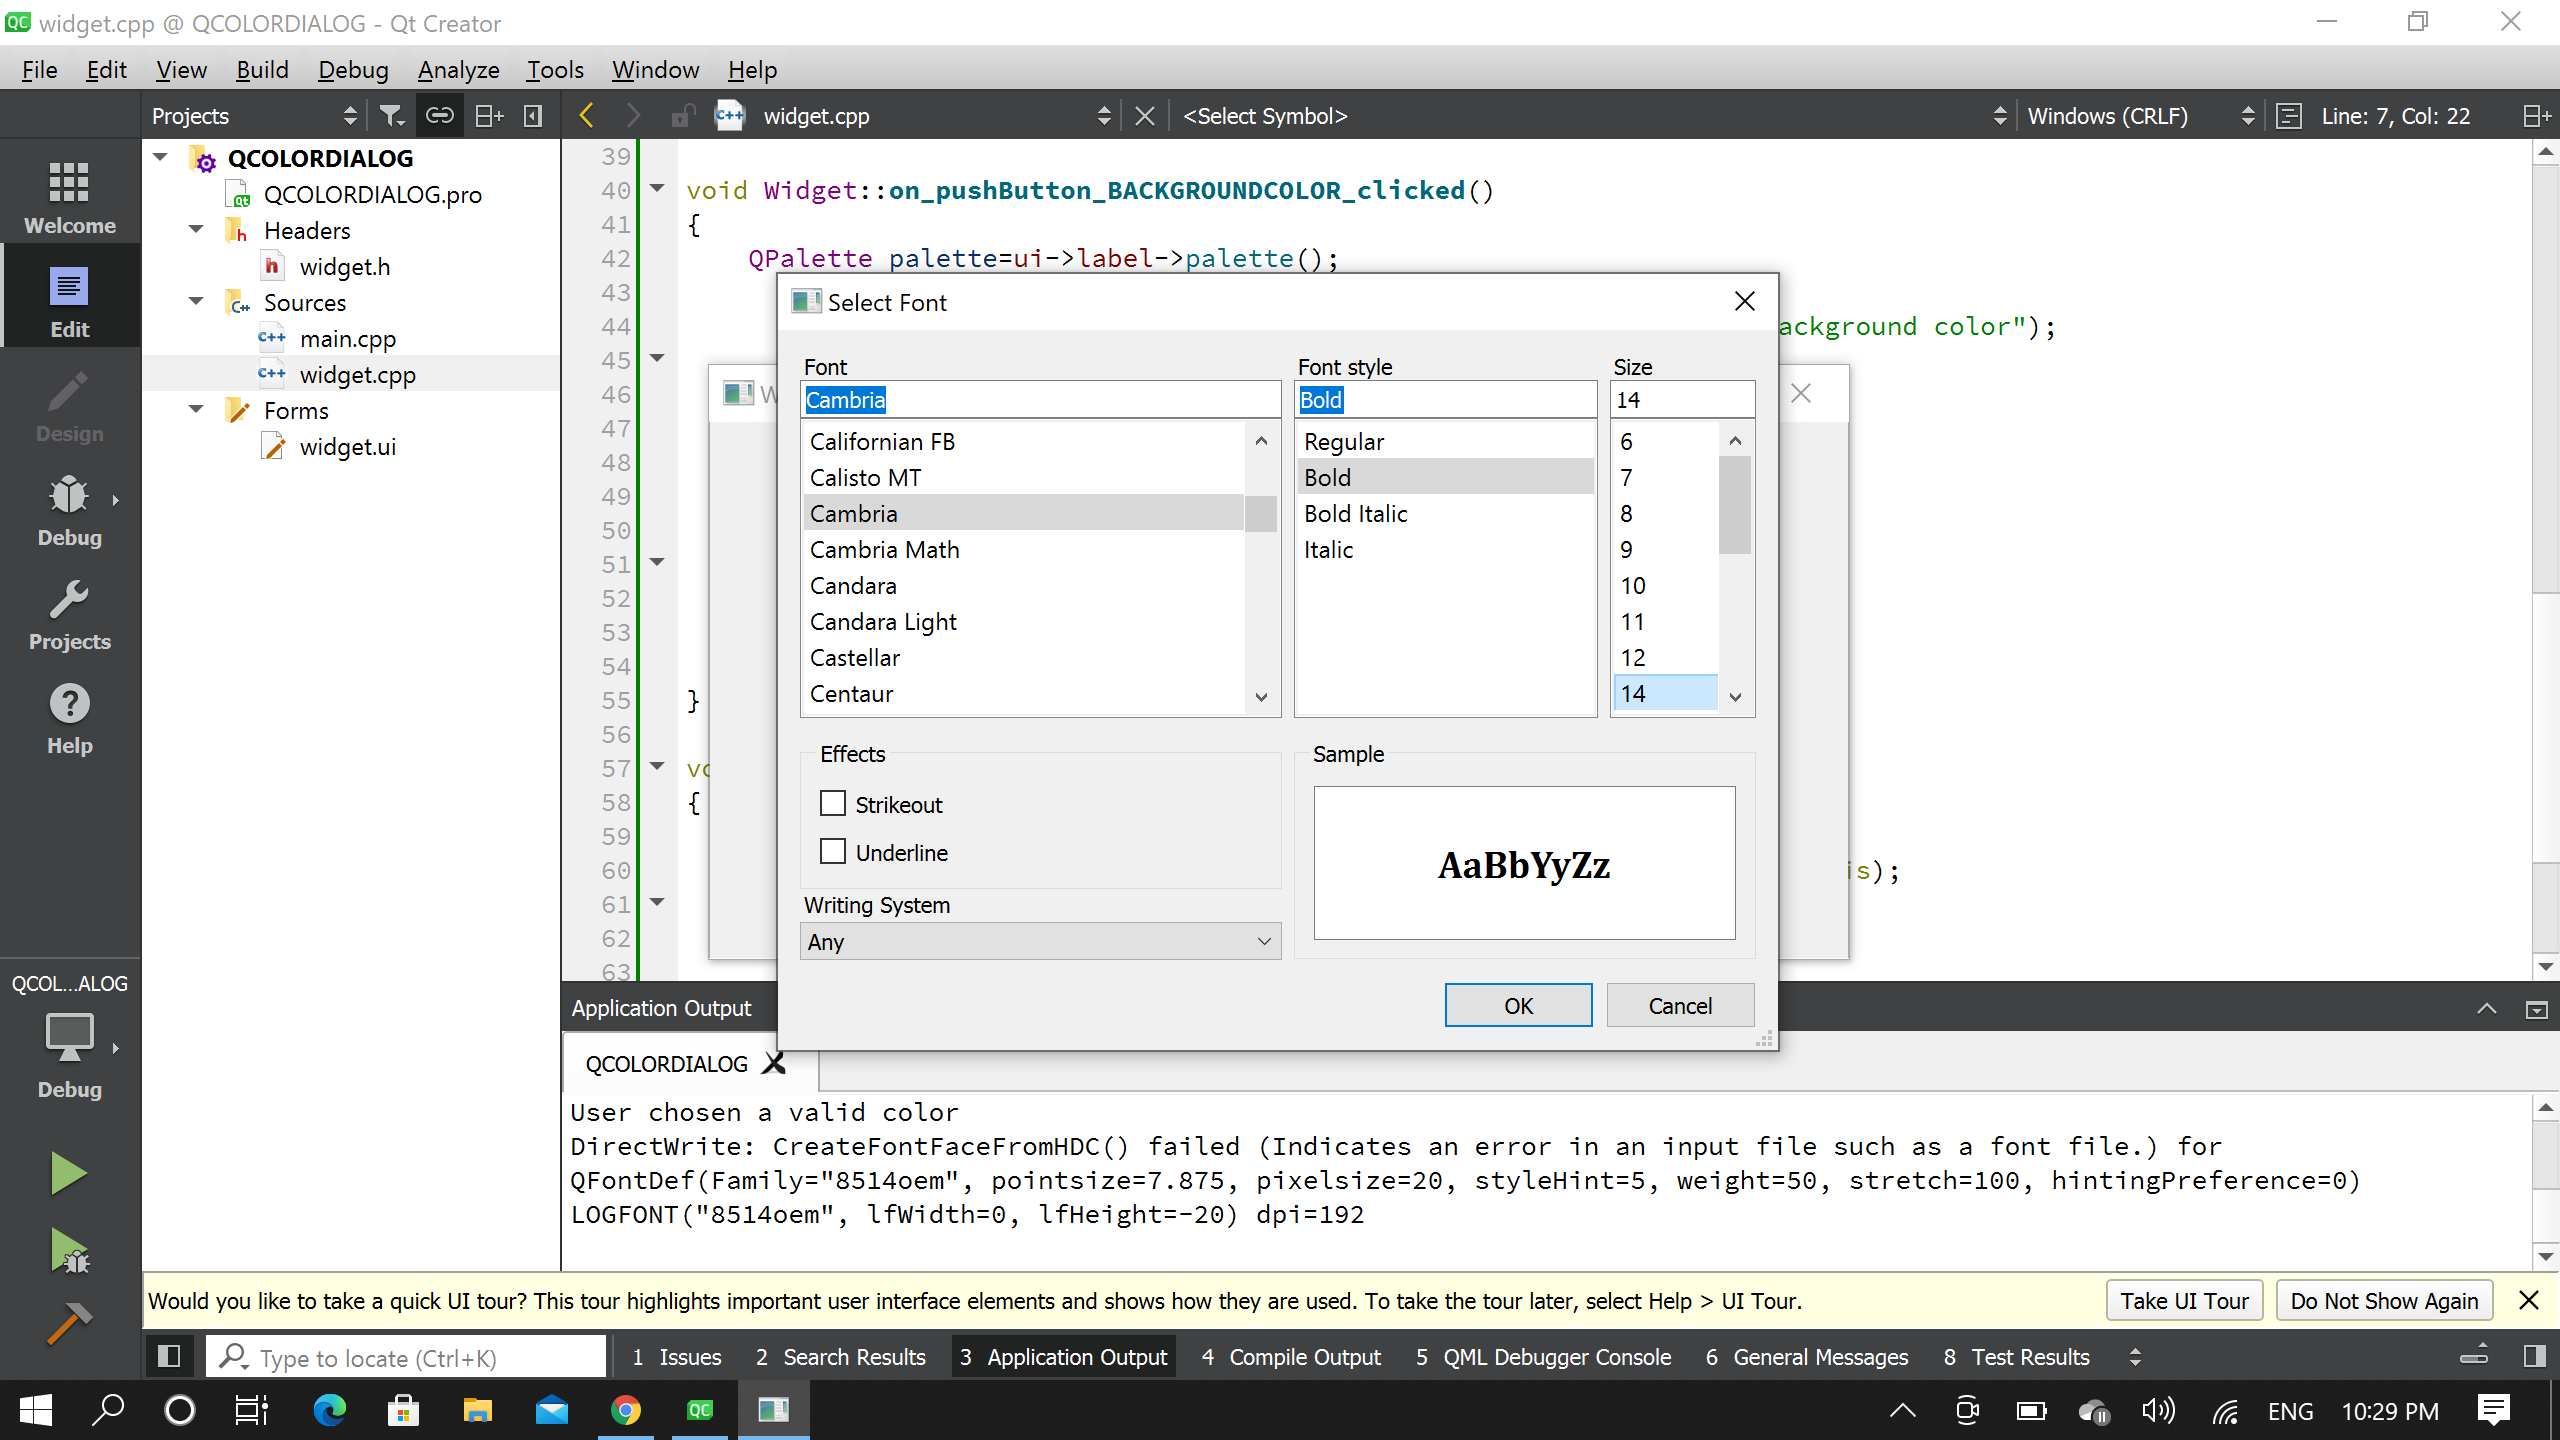 widget.cpp @ QCOLORDIALOG - Qt Creator
File Edit View Build Debug Analyze Tools Window Help
Projects
widget.cpp
<Select Symbol>
Windows (CRLF)
Line: 7, Col: 22
Welcome
Edit
Design
Debug
Projects
Help
QCOL...ALOG
Debug
QCOLORDIALOG
QCOLORDIALOG.pro
Headers
widget.h
Sources
main.cpp
widget.cpp
Forms
widget.ui
39
40 void Widget::on_pushButton_BACKGROUNDCOLOR_clicked()
41 {
42 QPalette palette=ui->label->palette();
43
44 ackground color");
45
46
47
48
49
50
51
52
53
54
55 }
56
57 vo
58 {
59
60 is);
61
62
63
W
Select Font
Font
Cambria
Californian FB
Calisto MT
Cambria
Cambria Math
Candara
Candara Light
Castellar
Centaur
Font style
Bold
Regular
Bold
Bold Italic
Italic
Size
14
6
7
8
9
10
11
12
14
Effects
Strikeout
Underline
Writing System
Any
Sample
AaBbYyZz
OK
Cancel
Application Output
QCOLORDIALOG
User chosen a valid color
DirectWrite: CreateFontFaceFromHDC() failed (Indicates an error in an input file such as a font file.) for
QFontDef(Family="8514oem", pointsize=7.875, pixelsize=20, styleHint=5, weight=50, stretch=100, hintingPreference=0)
LOGFONT("8514oem", lfWidth=0, lfHeight=-20) dpi=192
Would you like to take a quick UI tour? This tour highlights important user interface elements and shows how they are used. To take the tour later, select Help > UI Tour.
Take UI Tour
Do Not Show Again
Type to locate (Ctrl+K)
1 Issues 2 Search Results 3 Application Output 4 Compile Output 5 QML Debugger Console 6 General Messages 8 Test Results
ENG 10:29 PM